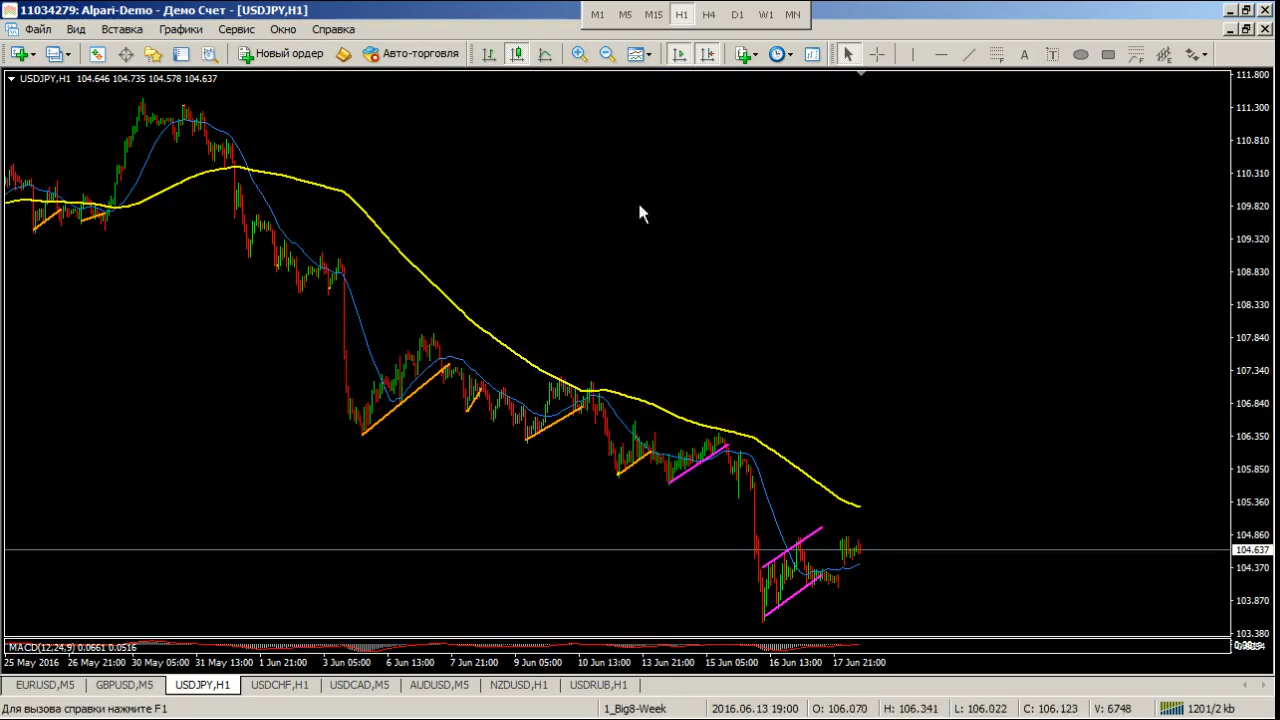 11034279: Alpari-Demo - Демо Счет - [USDJPY,H1]
M1 M5 M15 H1 H4 D1 W1 MN
Файл Вид Вставка Графики Сервис Окно Справка
Новый ордер Авто-торговля
USDJPY,H1 104.646 104.735 104.578 104.637
111.800
111.300
110.810
110.310
109.820
109.320
108.830
108.330
107.840
107.340
106.840
106.350
105.850
105.360
104.860
104.637
104.370
103.870
103.380
MACD(12,24,9) 0.0661 0.0516
25 May 2016 26 May 21:00 30 May 05:00 31 May 13:00 1 Jun 21:00 3 Jun 05:00 6 Jun 13:00 7 Jun 21:00 9 Jun 05:00 10 Jun 13:00 13 Jun 21:00 15 Jun 05:00 16 Jun 13:00 17 Jun 21:00
EURUSD,M5 GBPUSD,M5 USDJPY,H1 USDCHF,H1 USDCAD,M5 AUDUSD,M5 NZDUSD,H1 USDRUB,H1
Для вызова справки нажмите F1 1_Big8-Week 2016.06.13 19:00 O: 106.070 H: 106.341 L: 106.022 C: 106.123 V: 6748 1201/2 kb